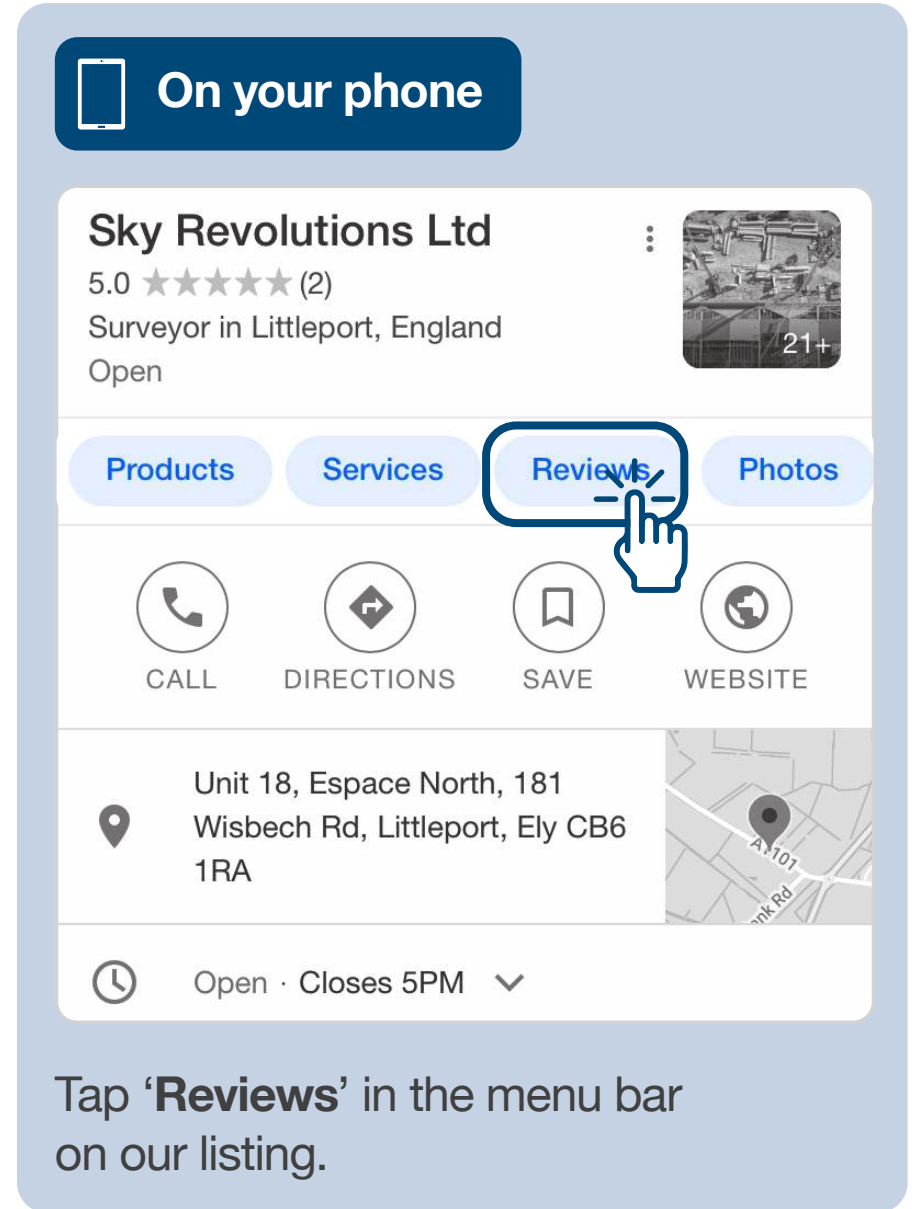 On your phone
Sky Revolutions Ltd
5.0 ★★★★★ (2)
Surveyor in Littleport, England
Open
21+
Products
Services
Reviews
Photos
CALL
DIRECTIONS
SAVE
WEBSITE
Unit 18, Espace North, 181
Wisbech Rd, Littleport, Ely CB6
1RA
A1101
nk Rd
Open · Closes 5PM
Tap ‘Reviews’ in the menu bar
on our listing.